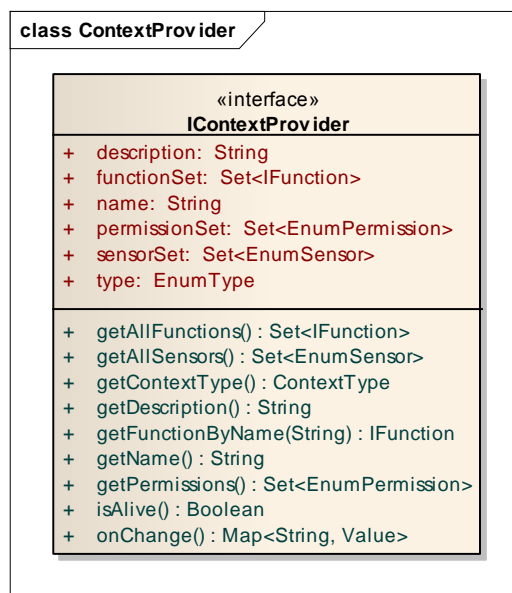 class ContextProvider
«interface»
IContextProvider
+ description: String
+ functionSet: Set<IFunction>
+ name: String
+ permissionSet: Set<EnumPermission>
+ sensorSet: Set<EnumSensor>
+ type: EnumType
+ getAllFunctions() : Set<IFunction>
+ getAllSensors() : Set<EnumSensor>
+ getContextType() : ContextType
+ getDescription() : String
+ getFunctionByName(String) : IFunction
+ getName() : String
+ getPermissions() : Set<EnumPermission>
+ isAlive() : Boolean
+ onChange() : Map<String, Value>